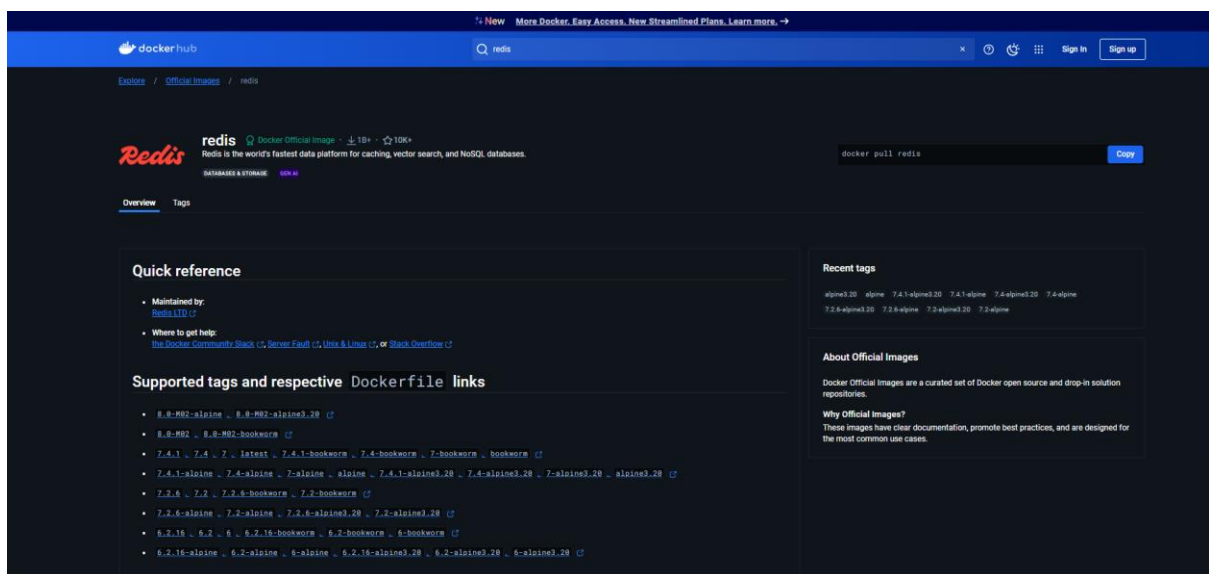 New More Docker. Easy Access. New Streamlined Plans. Learn more. →
dockerhub
redis
×
Sign In
Sign up
Explore / Official Images / redis
Redis
redis Docker Official Image · 1B+ · 10K+
Redis is the world's fastest data platform for caching, vector search, and NoSQL databases.
DATABASES & STORAGE GEN AI
docker pull redis
Copy
Overview Tags
Quick reference
• Maintained by:
Redis LTD
• Where to get help:
the Docker Community Slack, Server Fault, Unix & Linux, or Stack Overflow
Supported tags and respective Dockerfile links
• 8.0-M02-alpine, 8.0-M02-alpine3.20
• 8.0-M02, 8.0-M02-bookworm
• 7.4.1, 7.4, 7, latest, 7.4.1-bookworm, 7.4-bookworm, 7-bookworm, bookworm
• 7.4.1-alpine, 7.4-alpine, 7-alpine, alpine, 7.4.1-alpine3.20, 7.4-alpine3.20, 7-alpine3.20, alpine3.20
• 7.2.6, 7.2, 7.2.6-bookworm, 7.2-bookworm
• 7.2.6-alpine, 7.2-alpine, 7.2.6-alpine3.20, 7.2-alpine3.20
• 6.2.16, 6.2, 6, 6.2.16-bookworm, 6.2-bookworm, 6-bookworm
• 6.2.16-alpine, 6.2-alpine, 6-alpine, 6.2.16-alpine3.20, 6.2-alpine3.20, 6-alpine3.20
Recent tags
alpine3.20 alpine 7.4.1-alpine3.20 7.4.1-alpine 7.4-alpine3.20 7.4-alpine
7.2.6-alpine3.20 7.2.6-alpine 7.2-alpine3.20 7.2-alpine
About Official Images
Docker Official Images are a curated set of Docker open source and drop-in solution
repositories.
Why Official Images?
These images have clear documentation, promote best practices, and are designed for
the most common use cases.